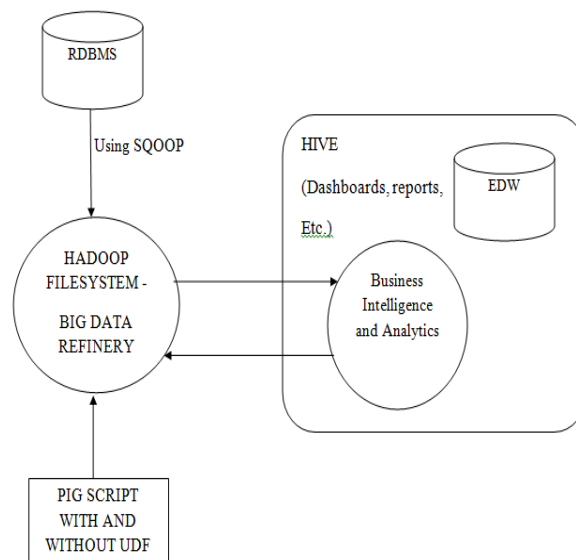 RDBMS
Using SQOOP
HIVE
(Dashboards, reports,
Etc.)
EDW
HADOOP
FILESYSTEM -
BIG DATA
REFINERY
Business
Intelligence
and Analytics
PIG SCRIPT
WITH AND
WITHOUT UDF